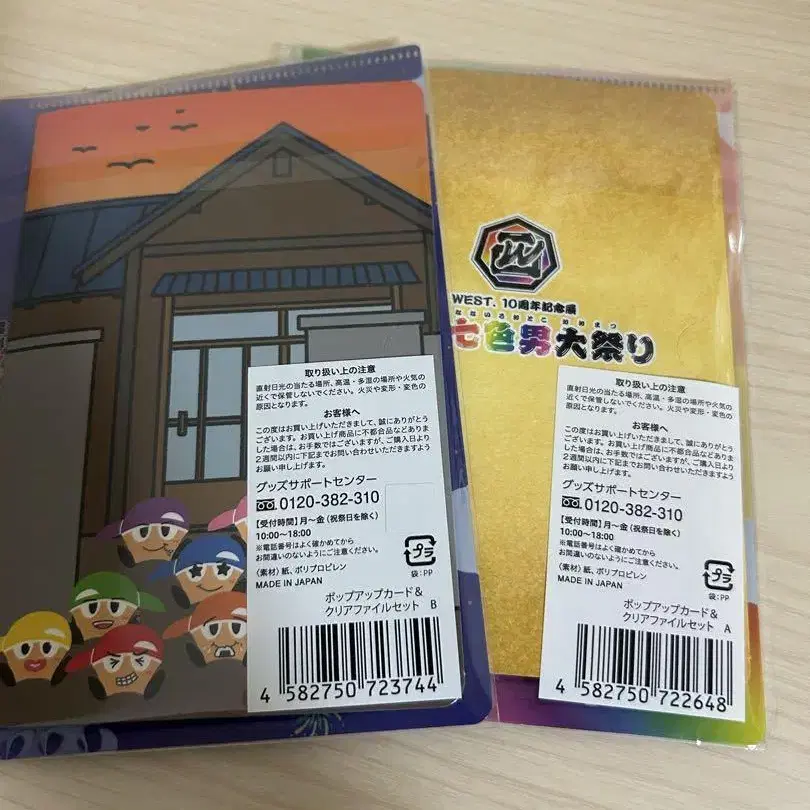 取り扱い上の注意
直射日光の当たる場所、高温・多湿の場所や火気の
近くで保管しないでください。火災や変形・変色の
原因となります。
お客様へ
この度はお買い上げいただきまして、誠にありがとう
ございます。お買い上げ商品に不都合品などありま
した場合は、お手数ではございますが、ご購入日より
2週間以内に下記までお問い合わせいただきますよう
お願い申し上げます。
グッズサポートセンター
0120-382-310
【受付時間】月〜金(祝祭日を除く)
10:00〜18:00
※電話番号はよく確かめてから
お間違いのないようにご注意ください。
〈素材〉紙、ポリプロピレン
MADE IN JAPAN
プラ
袋:PP
ポップアップカード&
クリアファイルセット B
4 582750 723744
W
WEST. 10周年記念展
なないろおとこ おおまつ
七色男大祭り
取り扱い上の注意
直射日光の当たる場所、高温・多湿の場所や火気の
近くで保管しないでください。火災や変形・変色の
原因となります。
お客様へ
この度はお買い上げいただきまして、誠にありがとう
ございます。お買い上げ商品に不都合品などありま
した場合は、お手数ではございますが、ご購入日より
2週間以内に下記までお問い合わせいただきますよう
お願い申し上げます。
グッズサポートセンター
0120-382-310
【受付時間】月〜金(祝祭日を除く)
10:00〜18:00
※電話番号はよく確かめてから
お間違いのないようにご注意ください。
〈素材〉紙、ポリプロピレン
MADE IN JAPAN
プラ
袋:PP
ポップアップカード&
クリアファイルセット A
4 582750 722648